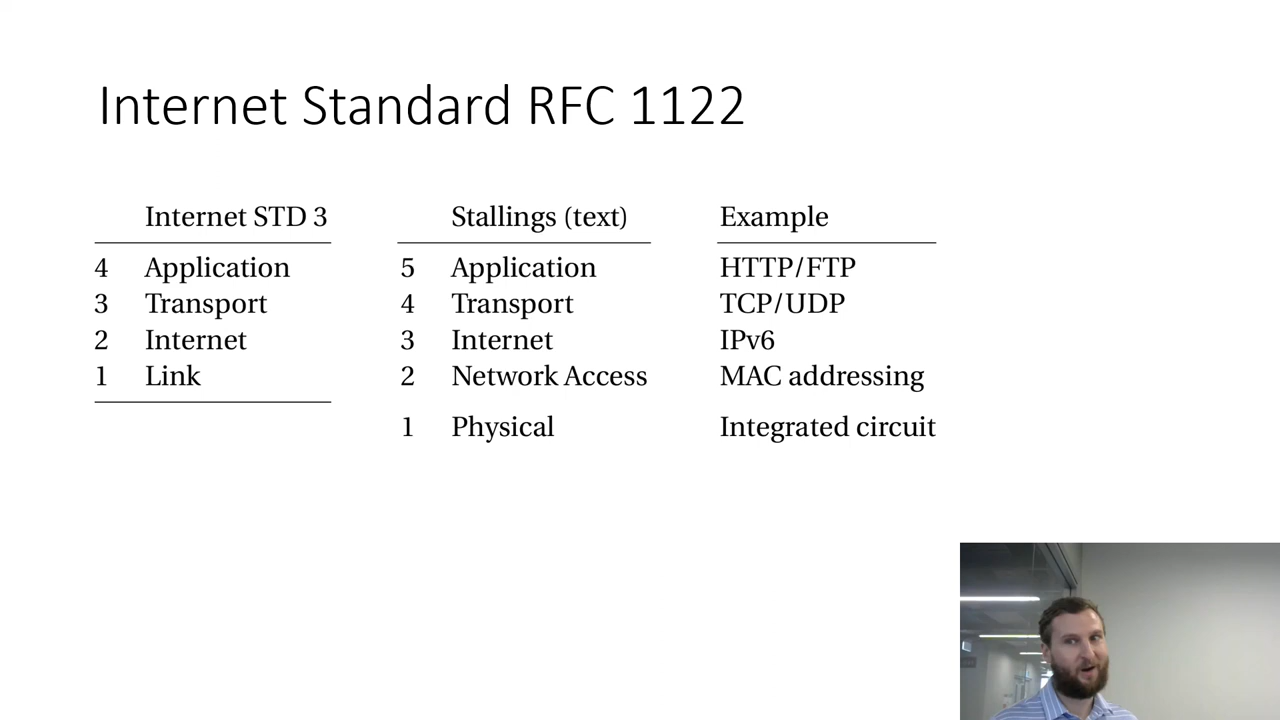 Internet Standard RFC 1122
Internet STD 3 Stallings (text) Example
4 Application 5 Application HTTP/FTP
3 Transport 4 Transport TCP/UDP
2 Internet 3 Internet IPv6
1 Link 2 Network Access MAC addressing
1 Physical Integrated circuit